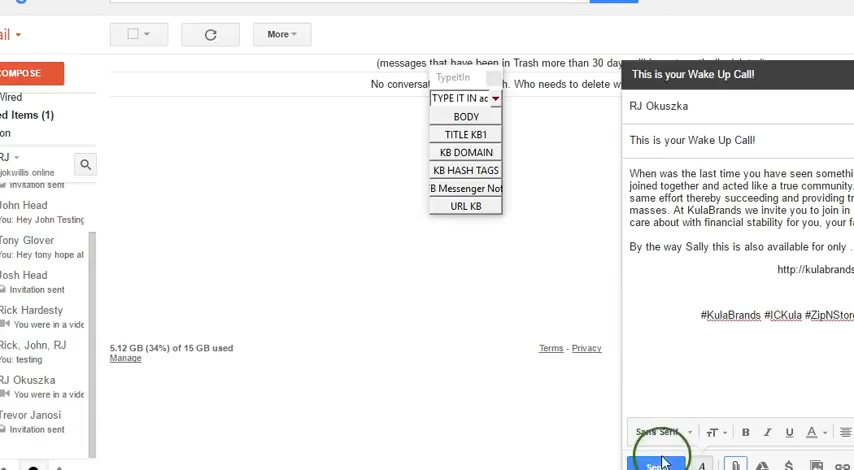 ail
More
(messages that have been in Trash more than 30 day
No conversat
h. Who needs to delete w
COMPOSE
Wired
ed Items (1)
on
RJ
jokwillis.online
Invitation sent
John Head
You: Hey John Testing
Tony Glover
You: Hey tony hope al
Josh Head
Invitation sent
Rick Hardesty
You were in a vide
Rick, John, RJ
You: testing
RJ Okuszka
You were in a vide
Trevor Janosi
Invitation sent
TypeItIn
TYPE IT IN ac
BODY
TITLE KB1
KB DOMAIN
KB HASH TAGS
B Messenger Not
URL KB
5.12 GB (34%) of 15 GB used
Manage
Terms - Privacy
This is your Wake Up Call!
RJ Okuszka
This is your Wake Up Call!
When was the last time you have seen somethi
joined together and acted like a true community.
same effort thereby succeeding and providing tr
masses. At KulaBrands we invite you to join in
care about with financial stability for you, your fa
By the way Sally this is also available for only .
http://kulabrands
#KulaBrands #ICKula #ZipNStore
Sans Serif
B I U A
Send
A